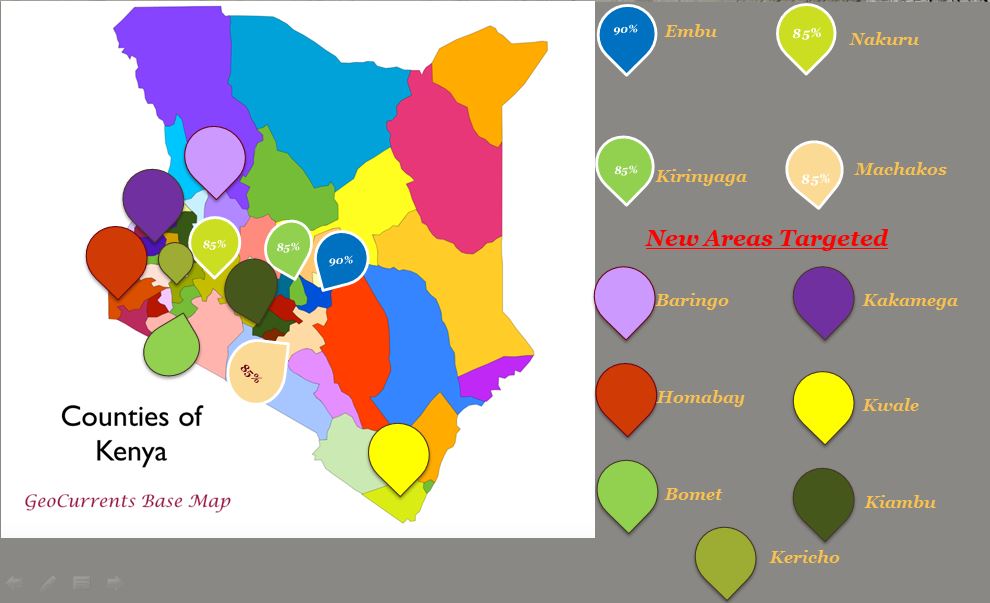 85%
85%
90%
85%
Counties of
Kenya
GeoCurrents Base Map
90%
Embu
85%
Nakuru
85%
Kirinyaga
85%
Machakos
New Areas Targeted
Baringo
Kakamega
Homabay
Kwale
Bomet
Kiambu
Kericho